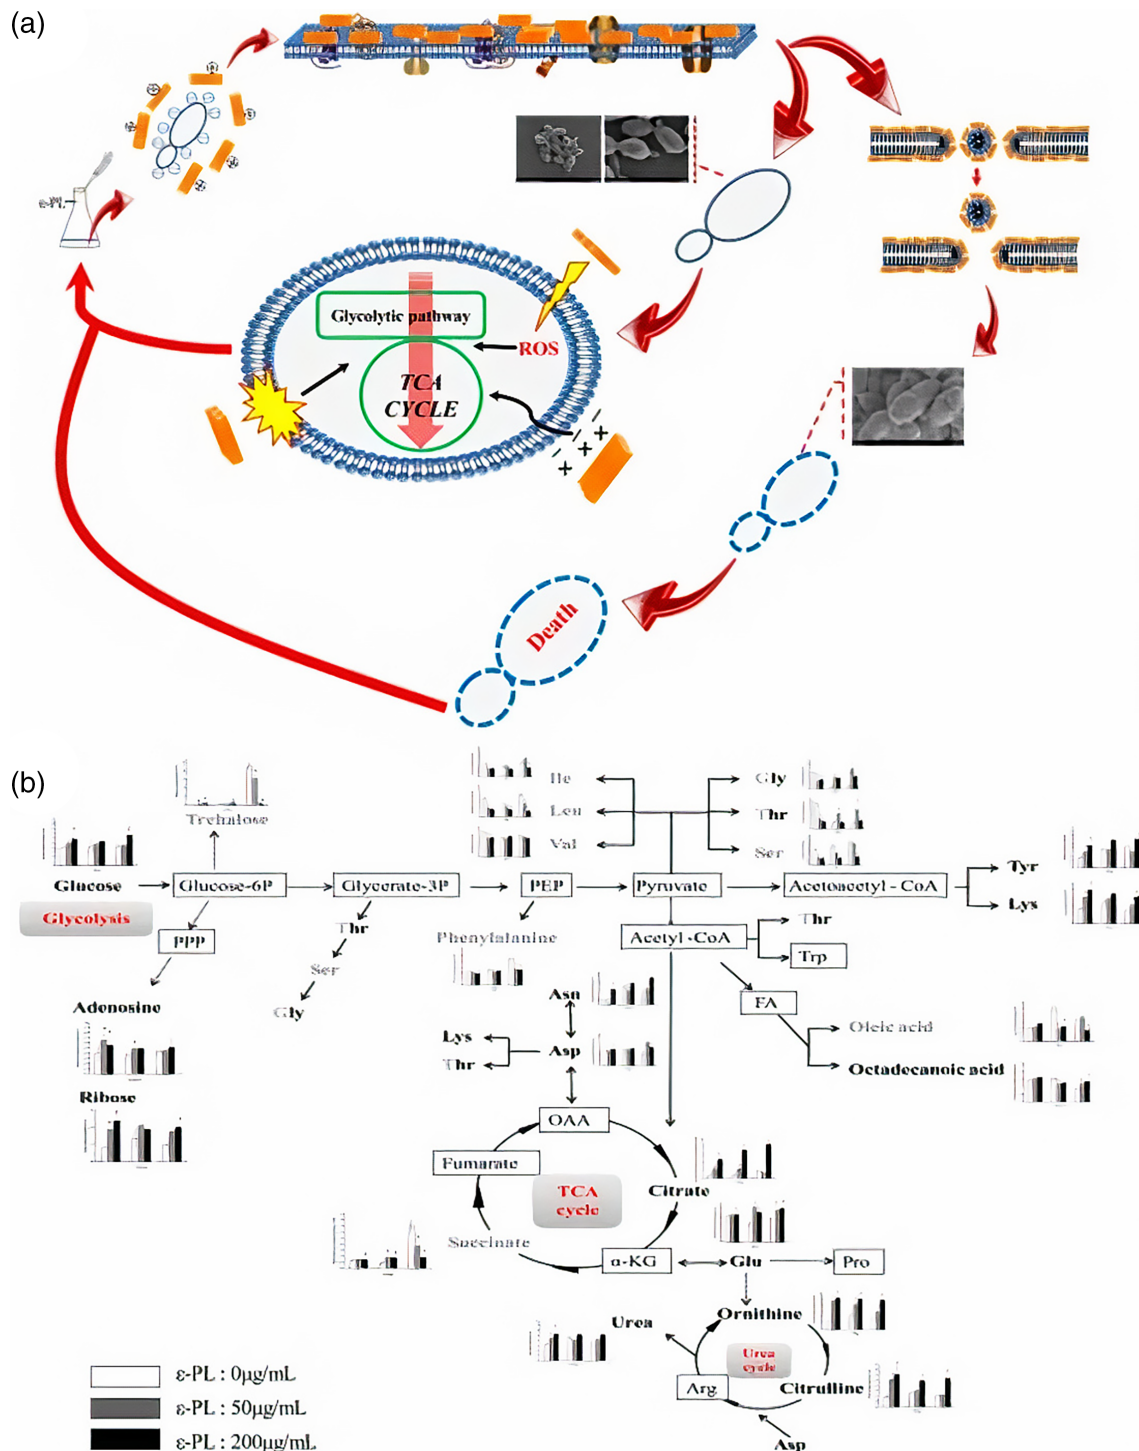 (a)
ε-PL
Glycolytic pathway
ROS
TCA
CYCLE
Death
(b)
Trehalose
Ile
Leu
Val
Gly
Thr
Ser
Glucose
Glucose-6P
Glycerate-3P
PEP
Pyruvate
Acetoacetyl - CoA
Tyr
Lys
Glycolysis
PPP
Thr
Ser
Gly
Phenylalanine
Acetyl -CoA
Thr
Trp
FA
Adenosine
Ribose
Asn
Asp
Lys
Thr
Oleic acid
Octadecanoic acid
OAA
Fumarate
TCA
cycle
Citrate
Succinate
α-KG
Glu
Pro
Urea
Ornithine
Urea
cycle
Arg
Citrulline
Asp
ε-PL : 0μg/mL
ε-PL : 50μg/mL
ε-PL : 200μg/mL